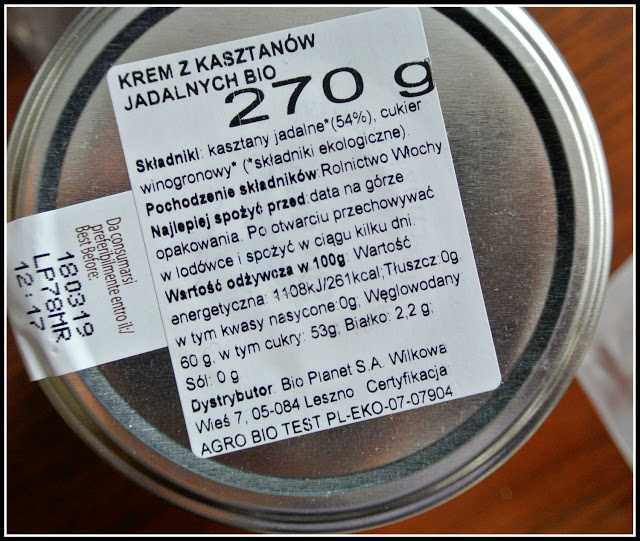 KREM Z KASZTANÓW
JADALNYCH BIO
270 g
Składniki: kasztany jadalne*(54%), cukier
winogronowy* (*składniki ekologiczne).
Pochodzenie składników:Rolnictwo Włochy
Najlepiej spożyć przed:data na górze
opakowania. Po otwarciu przechowywać
w lodówce i spożyć w ciągu kilku dni.
Wartość odżywcza w 100g: Wartość
energetyczna: 1108kJ/261kcal;Tłuszcz:0g
w tym kwasy nasycone:0g; Węglowodany
60 g, w tym cukry: 53g; Białko: 2,2 g;
Sól: 0 g
Dystrybutor Bio Planet S.A. Wilkowa
Wieś 7, 05-084 Leszno Certyfikacja
AGRO BIO TEST PL-EKO-07-07904
Da consumarsi
preferibilmente entro il:/
Best Before:
180319
LP78MR
12:17